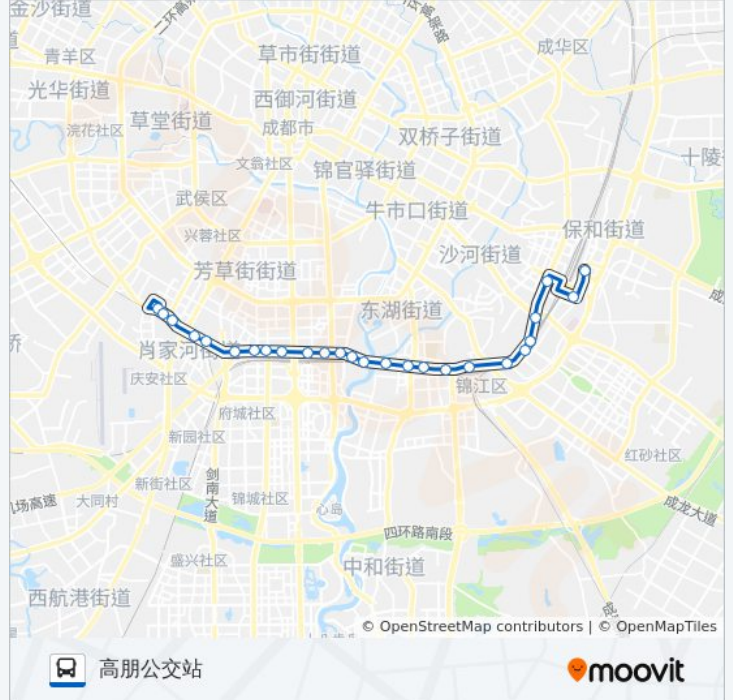 金沙街道
二环高
成华区
青羊区
草市街街道
光华街道
西御河街道
浣花社区
草堂街道
成都市
双桥子街道
文翁社区
锦官驿街道
十陵
武侯区
牛市口街道
兴蓉社区
保和街道
沙河街道
芳草街街道
东湖街道
肖家河街道
庆安社区
锦江区
府城社区
新园社区
红砂社区
新街社区
剑南大道
大同村
锦城社区
机场高速
心岛
成龙大道
四环路南段
盛兴社区
中和街道
西航港街道
© OpenStreetMap contributors | © OpenMapTiles
高朋公交站
moovit